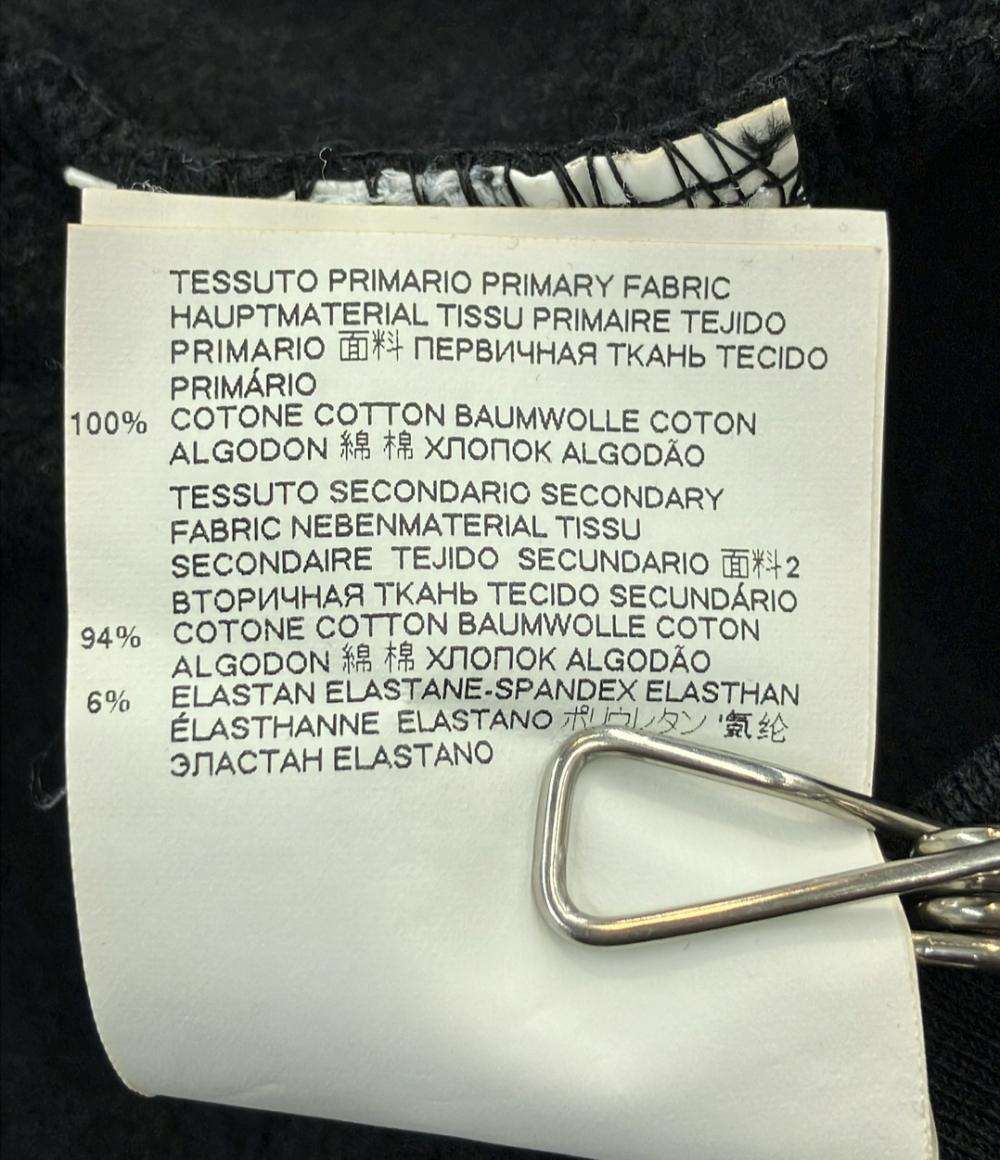 TESSUTO PRIMARIO PRIMARY FABRIC
HAUPTMATERIAL TISSU PRIMAIRE TEJIDO
PRIMARIO 面料 ПЕРВИЧНАЯ ТКАНЬ TECIDO
PRIMÁRIO
100% COTONE COTTON BAUMWOLLE COTON
ALGODON 綿 棉 ХЛОПОК ALGODÃO
TESSUTO SECONDARIO SECONDARY
FABRIC NEBENMATERIAL TISSU
SECONDAIRE TEJIDO SECUNDARIO 面料2
ВТОРИЧНАЯ ТКАНЬ TECIDO SECUNDÁRIO
94% COTONE COTTON BAUMWOLLE COTON
ALGODON 綿 棉 ХЛОПОК ALGODÃO
6% ELASTAN ELASTANE-SPANDEX ELASTHAN
ÉLASTHANNE ELASTANO ポリウレタン 氨纶
ЭЛАСТАН ELASTANO